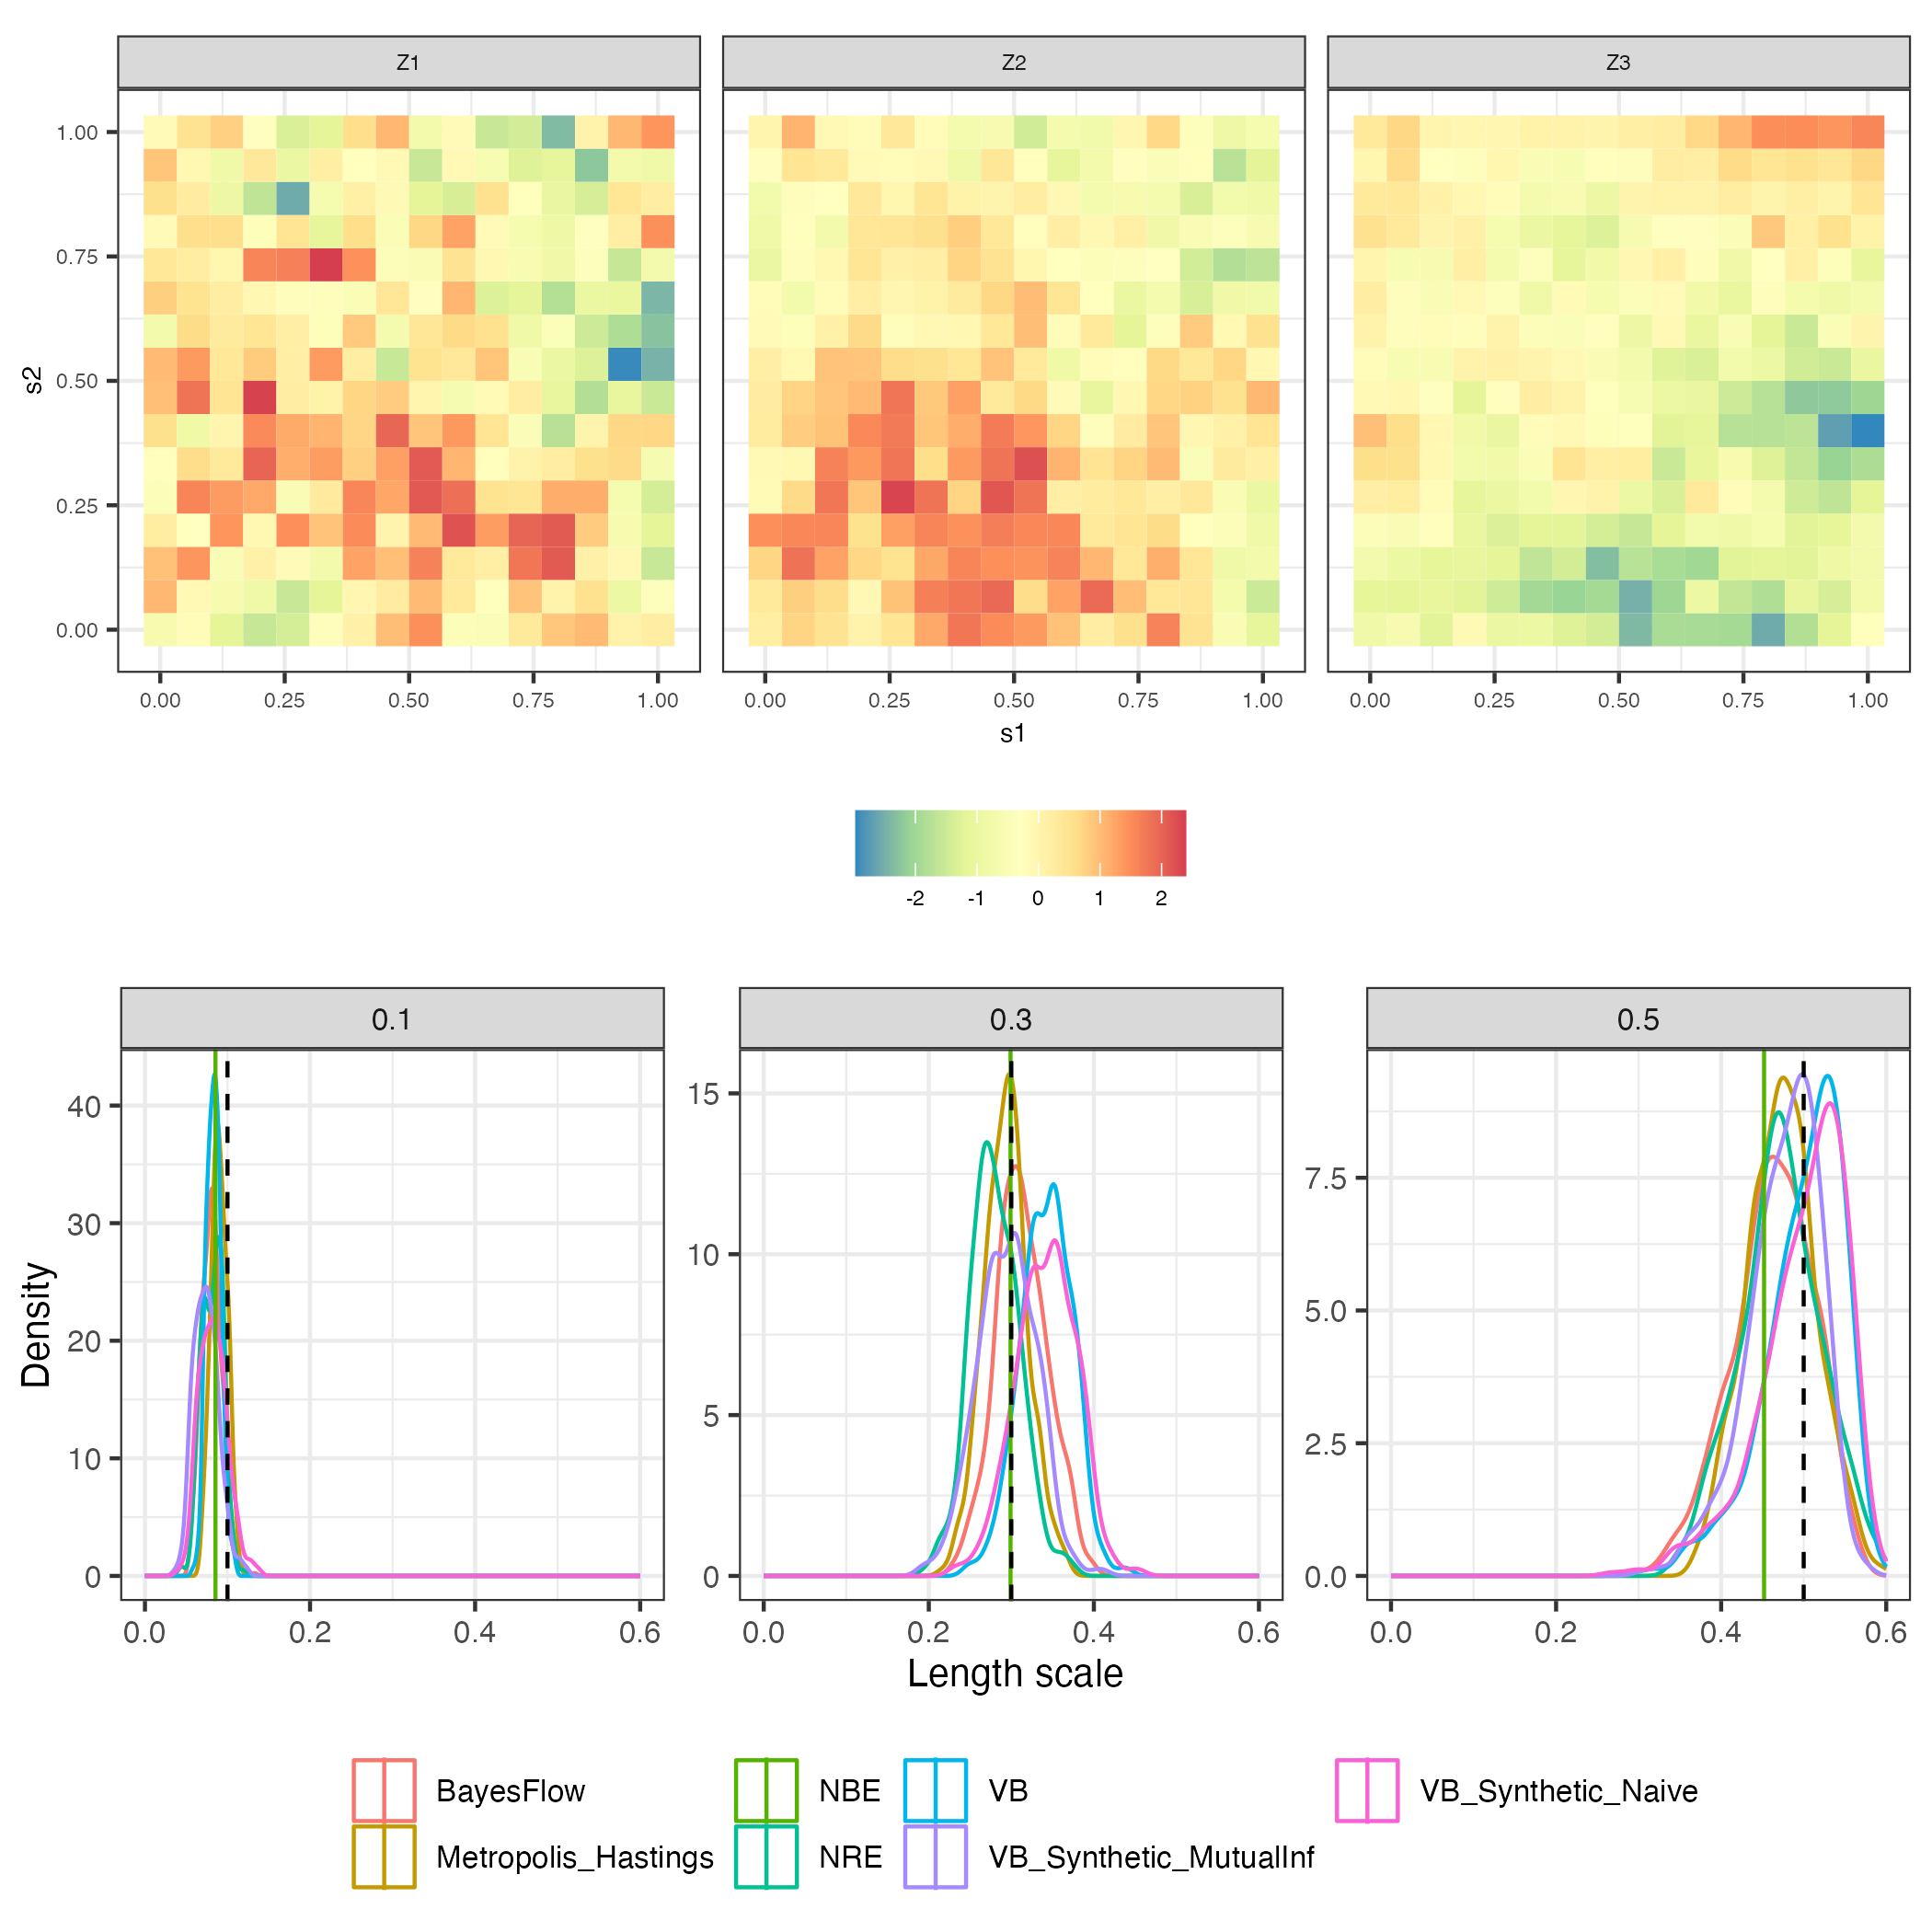 Z1 Z2 Z3
1.00
0.75
0.50
0.25
0.00
s2
0.00 0.25 0.50 0.75 1.00 0.00 0.25 0.50 0.75 1.00 0.00 0.25 0.50 0.75 1.00
s1
-2 -1 0 1 2
0.1 0.3 0.5
40
30
20
10
0
15
10
5
0
7.5
5.0
2.5
0.0
Density
0.0 0.2 0.4 0.6 0.0 0.2 0.4 0.6 0.0 0.2 0.4 0.6
Length scale
BayesFlow NBE VB VB_Synthetic_Naive
Metropolis_Hastings NRE VB_Synthetic_MutualInf